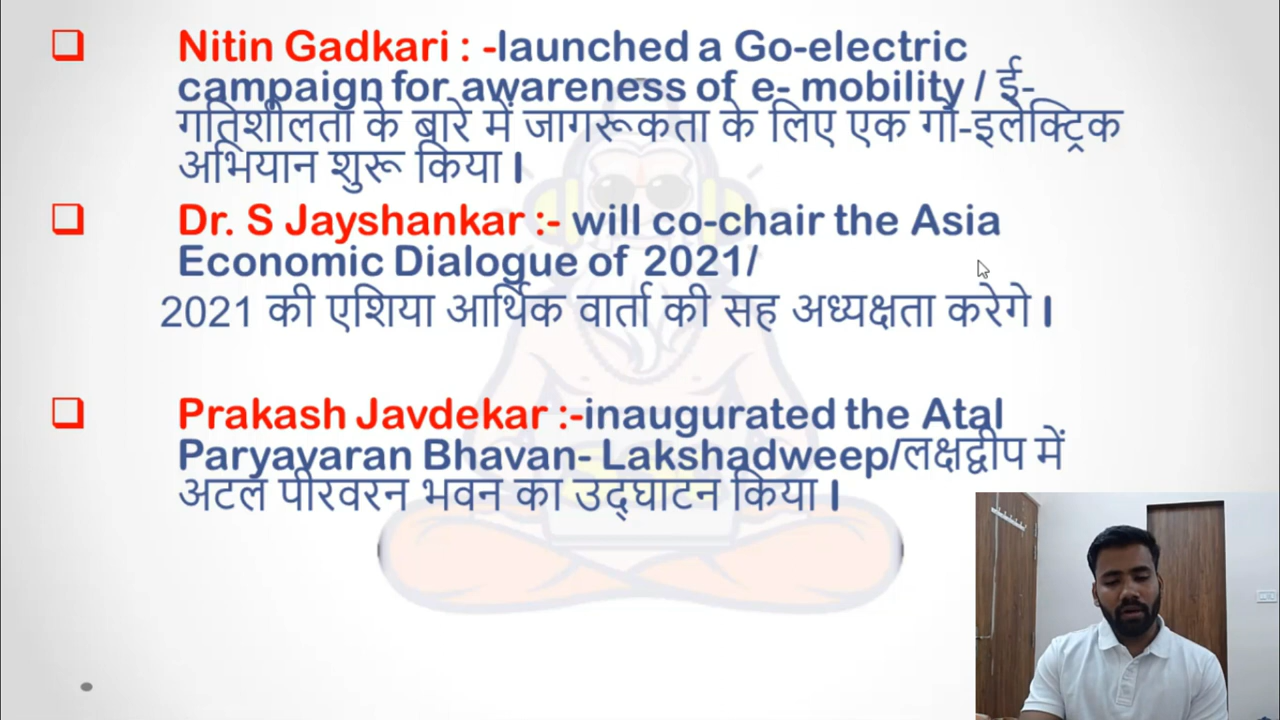 Nitin Gadkari : -launched a Go-electric
campaign for awareness of e- mobility / ई-
गतिशीलता के बारे में जागरूकता के लिए एक गो-इलेक्ट्रिक
अभियान शुरू किया I
Dr. S Jayshankar :- will co-chair the Asia
Economic Dialogue of 2021/
2021 की एशिया आर्थिक वार्ता की सह अध्यक्षता करेगे I
Prakash Javdekar :-inaugurated the Atal
Paryavaran Bhavan- Lakshadweep/लक्षद्वीप में
अटल पीरवरन भवन का उद्घाटन किया I